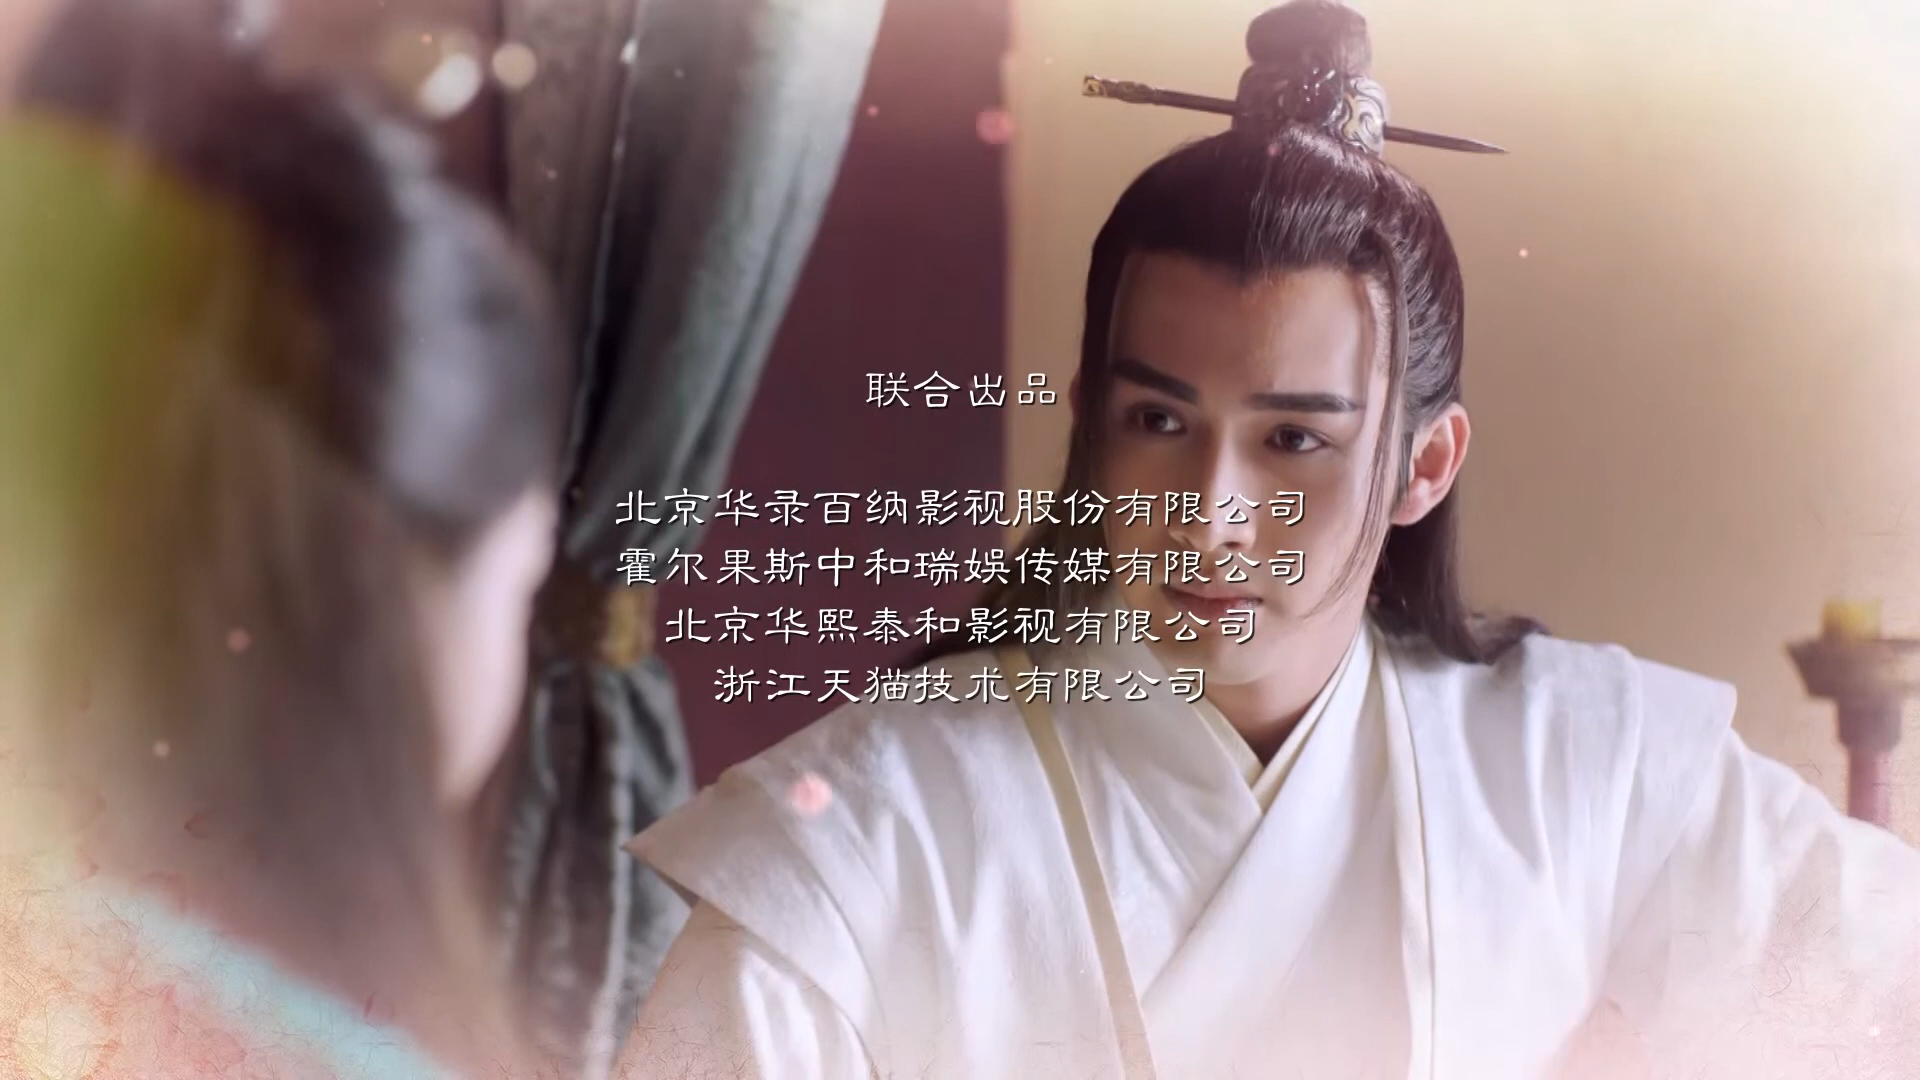 联合出品
北京华录百纳影视股份有限公司
霍尔果斯中和瑞娱传媒有限公司
北京华熙泰和影视有限公司
浙江天猫技术有限公司